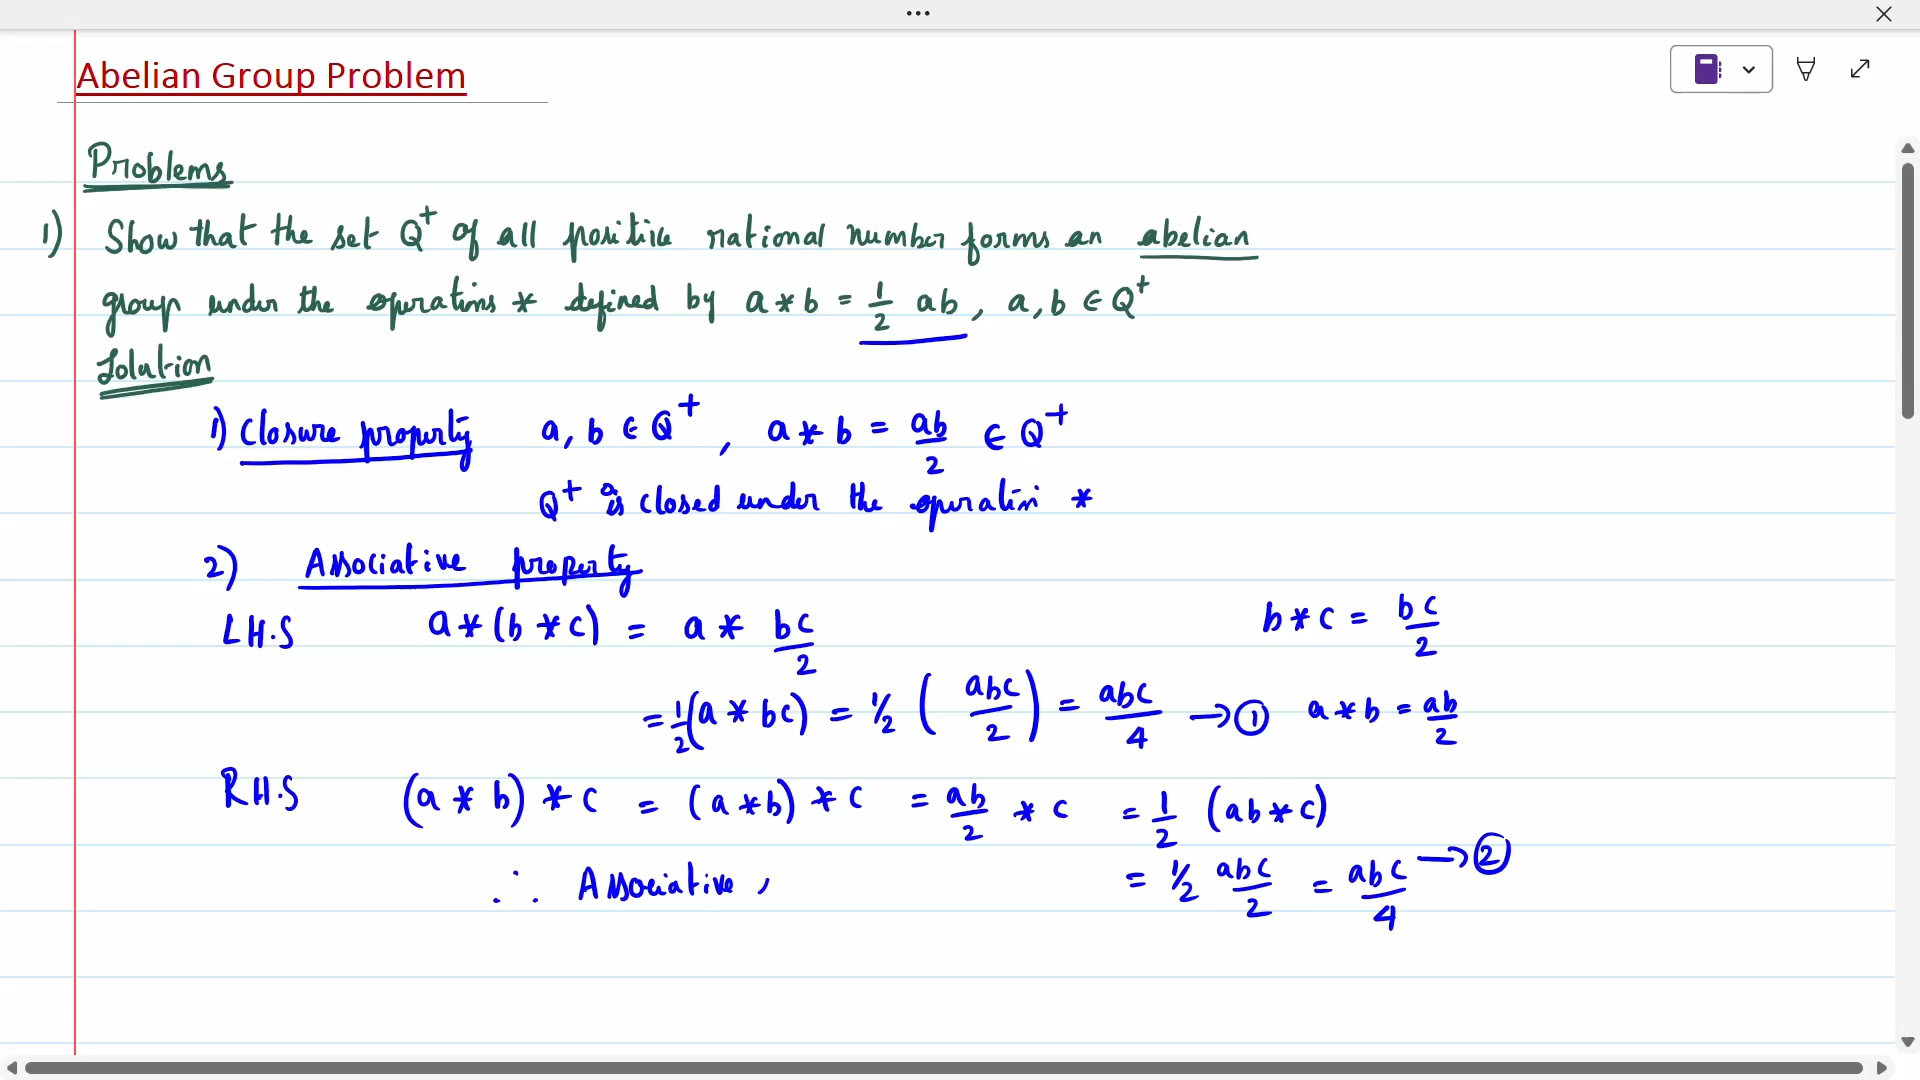 Abelian Group Problem
Problems
1) Show that the set Q⁺ of all positive rational number forms an abelian
group under the operations * defined by a * b = 1/2 ab, a, b ∈ Q⁺
Solution
1) Closure property a, b ∈ Q⁺, a * b = ab/2 ∈ Q⁺
Q⁺ is closed under the operation *
2) Associative property
L.H.S a * (b * c) = a * bc/2 b * c = bc/2
= 1/2 (a * bc) = 1/2 (abc/2) = abc/4 → ① a * b = ab/2
R.H.S (a * b) * c = (a * b) * c = ab/2 * c = 1/2 (ab * c)
∴ Associative, = 1/2 abc/2 = abc/4 → ②